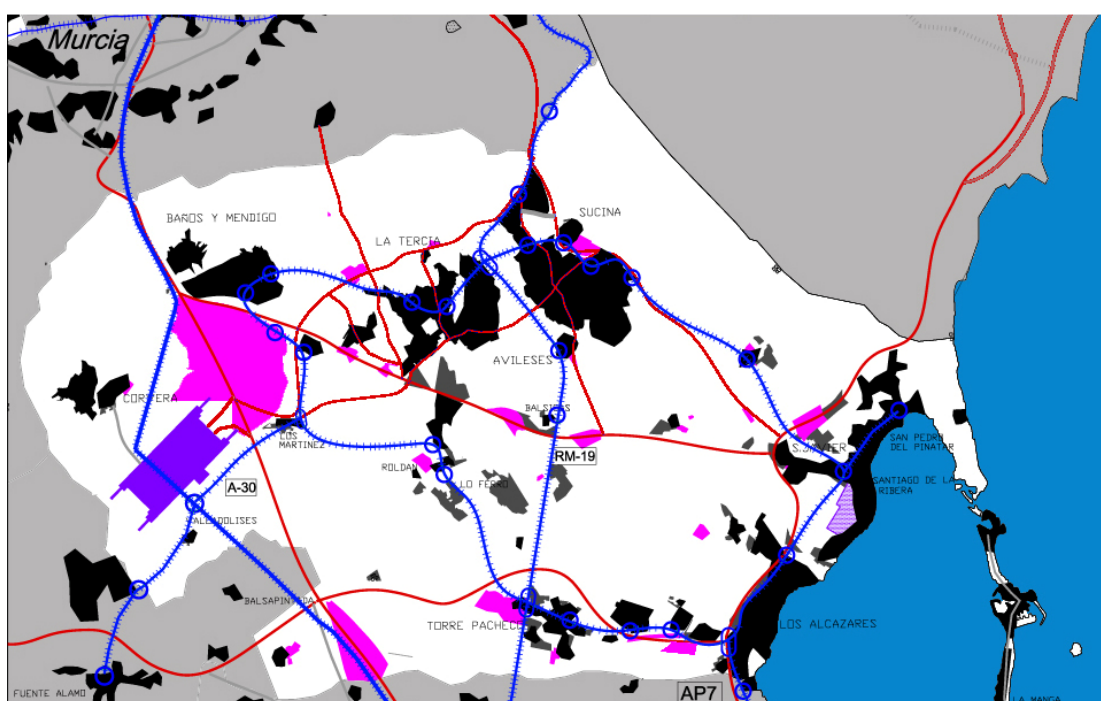 Murcia
BAÑOS Y MENDIGO
SUCINA
LA TERCIA
AVILESES
CORVERA
BALSICAS
LOS
MARTINEZ
ROLDAN
RM-19
S.JAVIER
SAN PEDRO
DEL PINATAR
LO FERRO
A-30
SANTIAGO DE LA
RIBERA
VALLADOLISES
BALSAPINTADA
TORRE PACHECO
LOS ALCAZARES
FUENTE ALAMO
AP7
LA MANGA